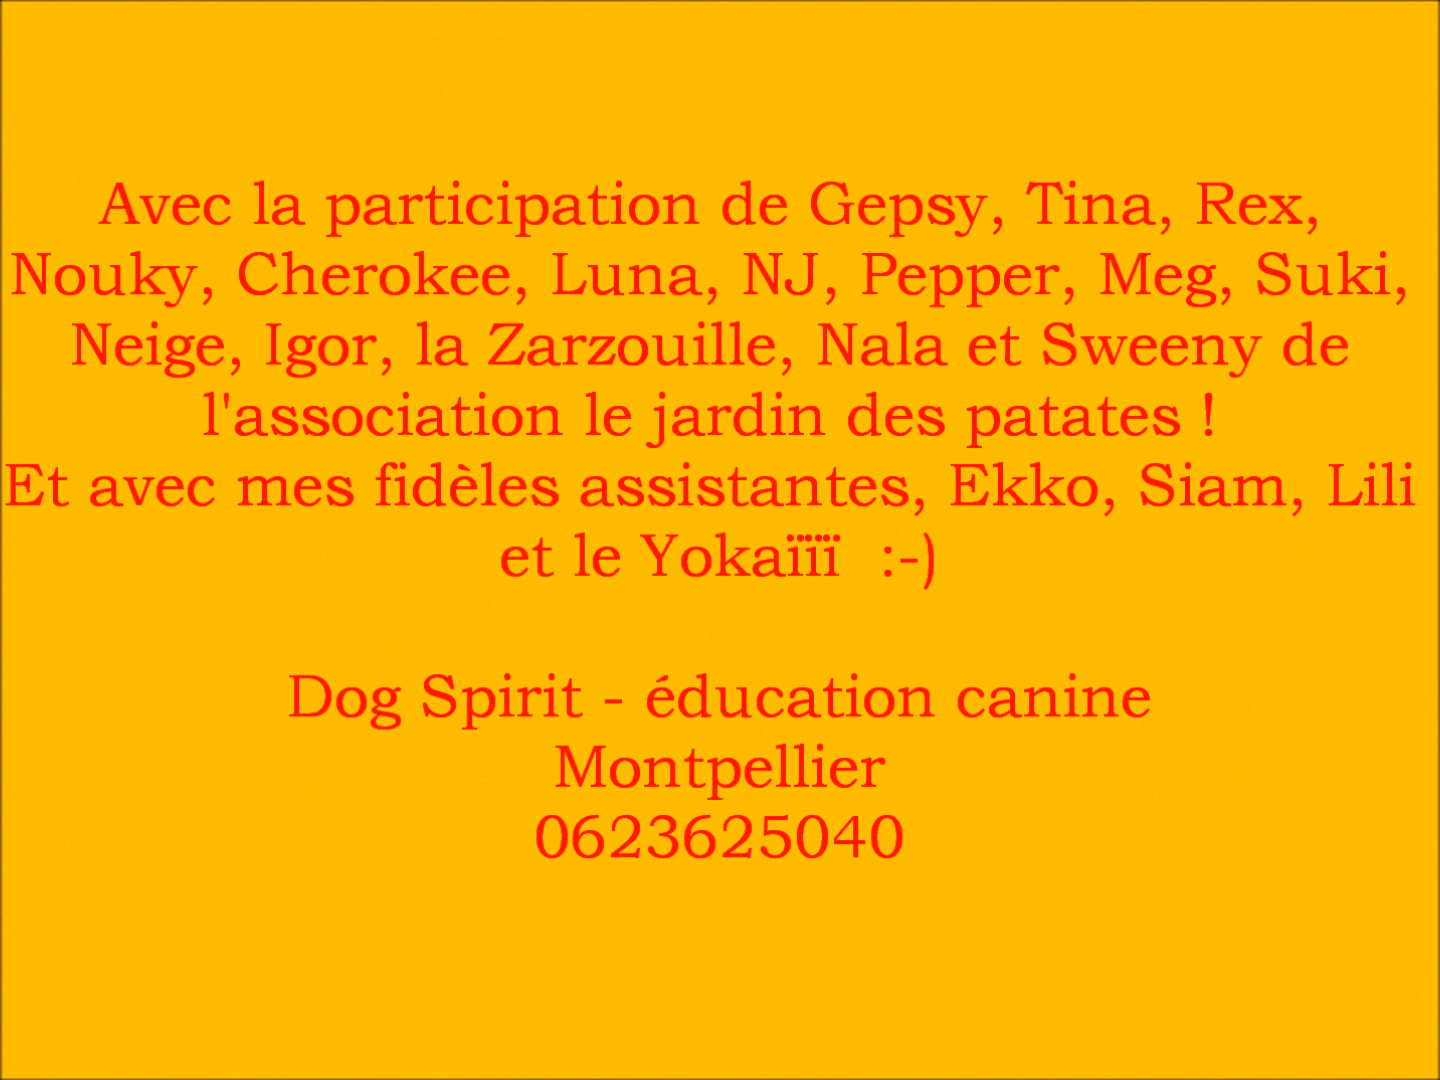 Avec la participation de Gepsy, Tina, Rex,
Nouky, Cherokee, Luna, NJ, Pepper, Meg, Suki,
Neige, Igor, la Zarzouille, Nala et Sweeny de
l'association le jardin des patates !
Et avec mes fidèles assistantes, Ekko, Siam, Lili
et le Yokaïïï  :-)
Dog Spirit - éducation canine
Montpellier
0623625040